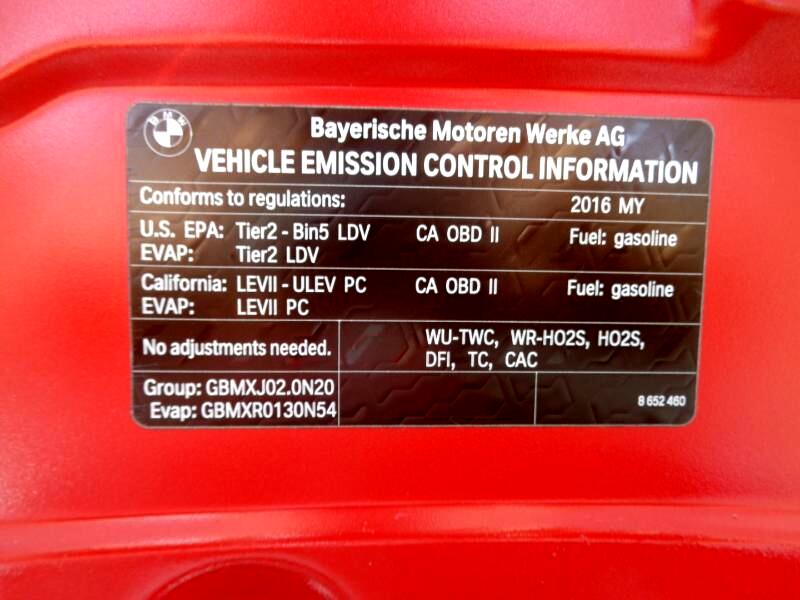 BMW
Bayerische Motoren Werke AG
VEHICLE EMISSION CONTROL INFORMATION
Conforms to regulations: 2016 MY
U.S. EPA: Tier2 - Bin5 LDV CA OBD II Fuel: gasoline
EVAP: Tier2 LDV
California: LEVII - ULEV PC CA OBD II Fuel: gasoline
EVAP: LEVII PC
No adjustments needed.
WU-TWC, WR-HO2S, HO2S,
DFI, TC, CAC
Group: GBMXJ02.0N20
Evap: GBMXR0130N54
8 652 460